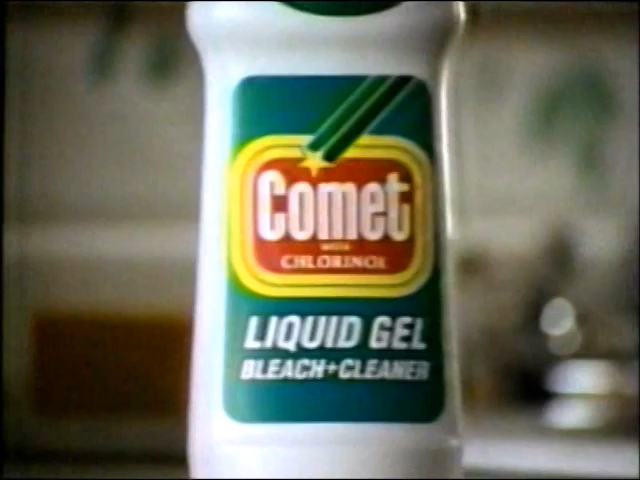 Comet
WITH
CHLORINOL
LIQUID GEL
BLEACH+CLEANER